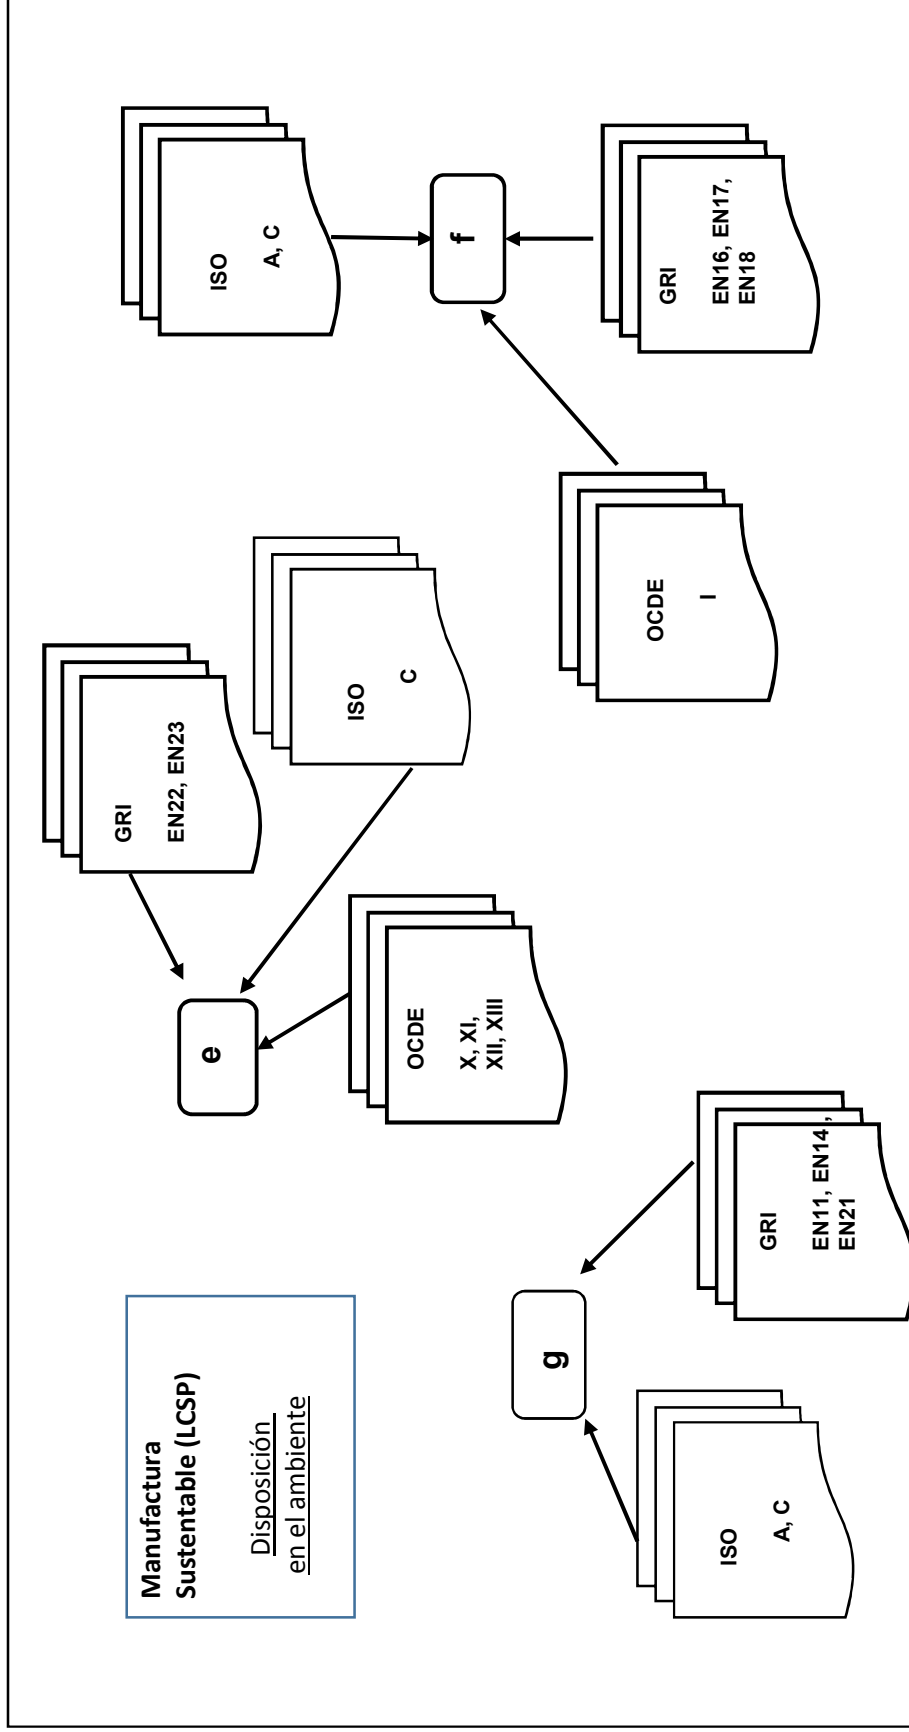 Manufactura
Sustentable (LCSP)
Disposición
en el ambiente
e
GRI
EN22, EN23
ISO
C
OCDE
X, XI,
XII, XIII
f
ISO
A, C
OCDE
I
GRI
EN16, EN17,
EN18
g
ISO
A, C
GRI
EN11, EN14,
EN21